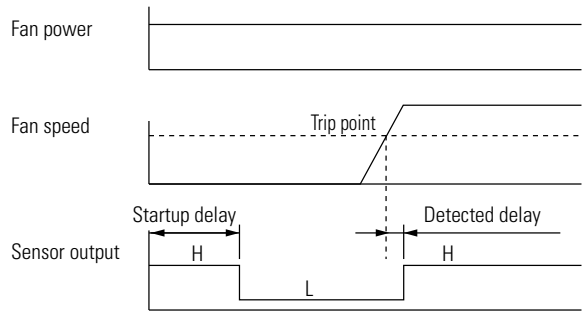 Fan power
Fan speed
Trip point
Startup delay
Detected delay
Sensor output
H
H
L